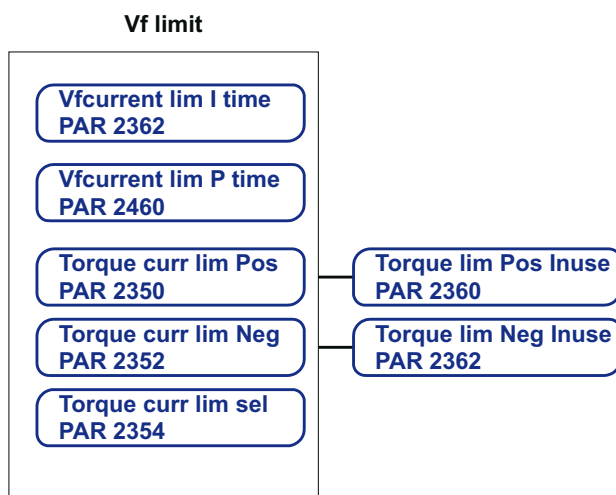 Vf limit
Vfcurrent lim I time
PAR 2362
Vfcurrent lim P time
PAR 2460
Torque curr lim Pos
PAR 2350
Torque lim Pos Inuse
PAR 2360
Torque curr lim Neg
PAR 2352
Torque lim Neg Inuse
PAR 2362
Torque curr lim sel
PAR 2354